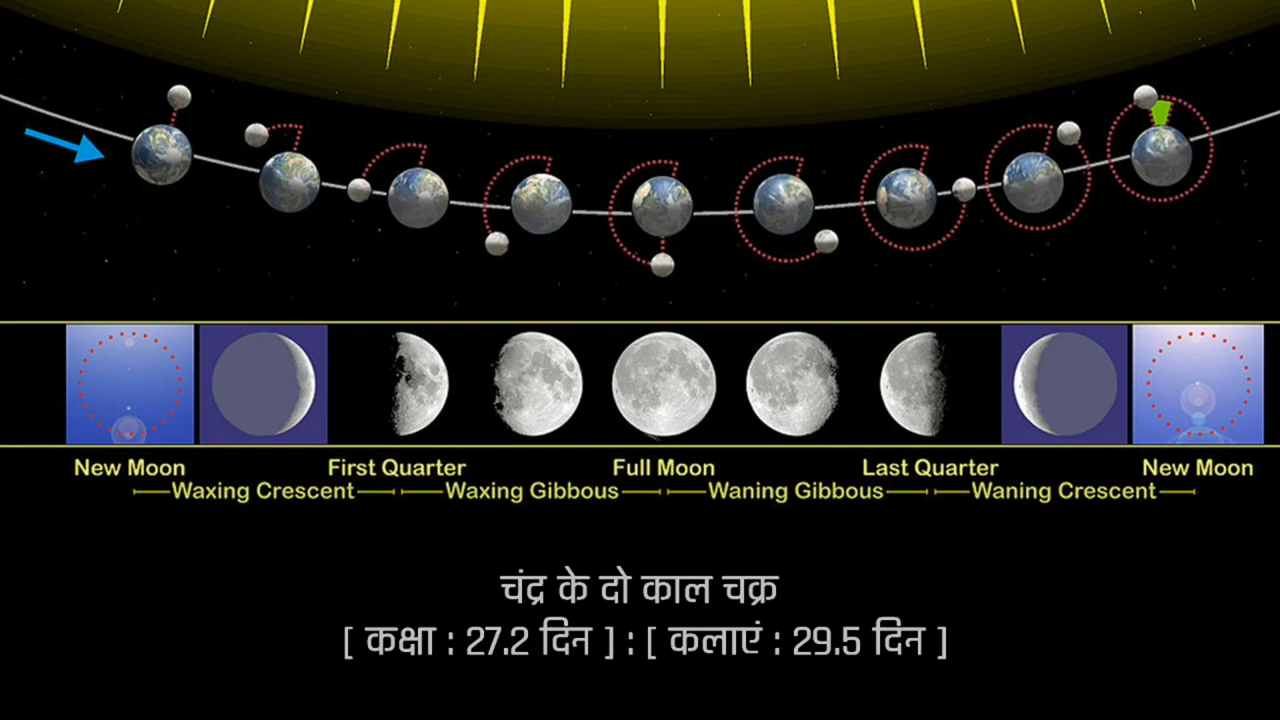 New Moon First Quarter Full Moon Last Quarter New Moon
Waxing Crescent Waxing Gibbous Waning Gibbous Waning Crescent
चंद्र के दो काल चक्र
[ कक्षा : 27.2 दिन ] : [ कलाएं : 29.5 दिन ]